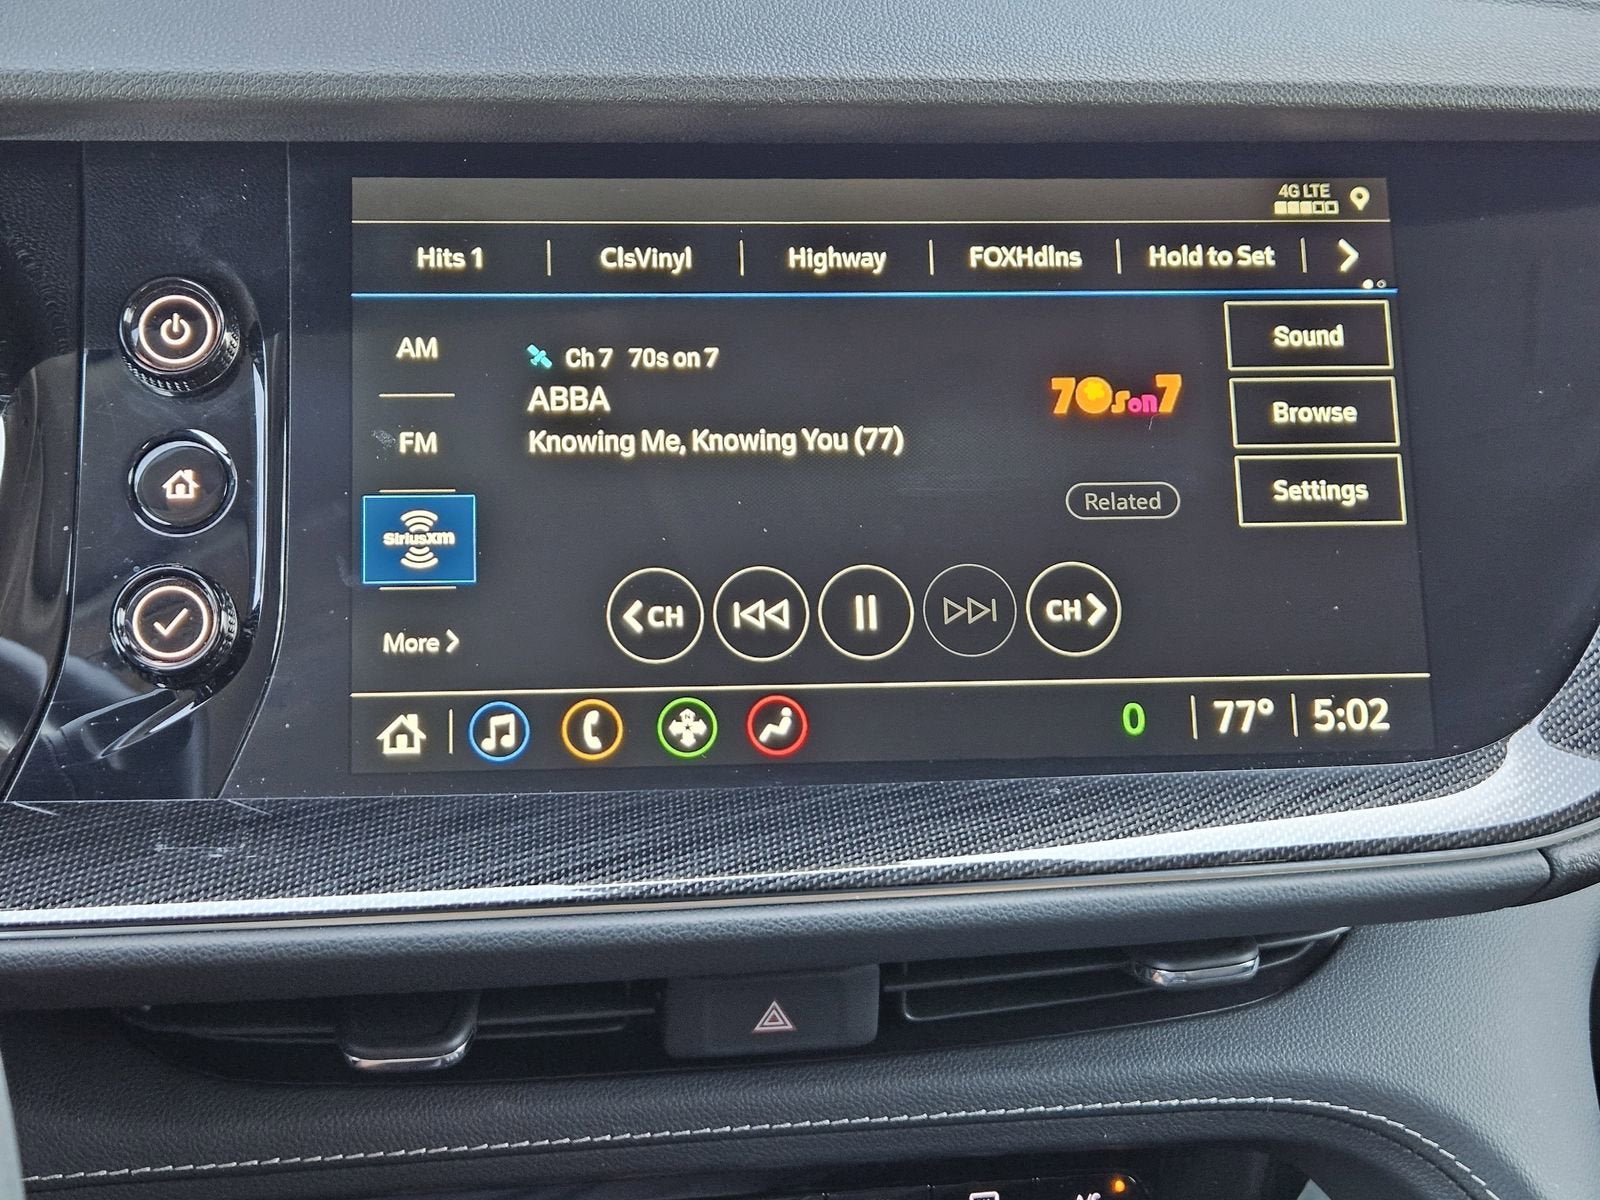 4G LTE
Hits 1 | ClsVinyl | Highway | FOXHdlns | Hold to Set |
AM
FM
SiriusXM
More
Ch 7 70s on 7
ABBA
Knowing Me, Knowing You (77)
70s on 7
Related
Sound
Browse
Settings
CH
CH
0 | 77° | 5:02